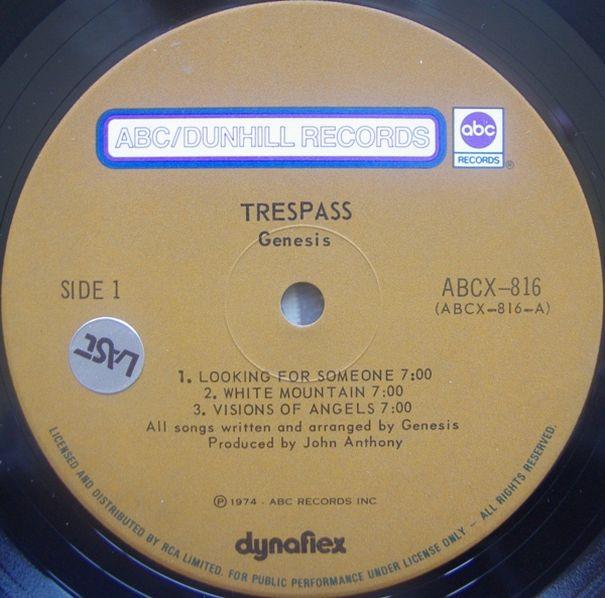 ABC/DUNHILL RECORDS
abc
RECORDS
®
TRESPASS
Genesis
SIDE 1
ABCX-816
(ABCX-816-A)
1. LOOKING FOR SOMEONE 7:00
2. WHITE MOUNTAIN 7:00
3. VISIONS OF ANGELS 7:00
All songs written and arranged by Genesis
Produced by John Anthony
℗ 1974 - ABC RECORDS INC
dynaflex
LICENSED AND DISTRIBUTED BY RCA LIMITED. FOR PUBLIC PERFORMANCE UNDER LICENSE ONLY - ALL RIGHTS RESERVED.